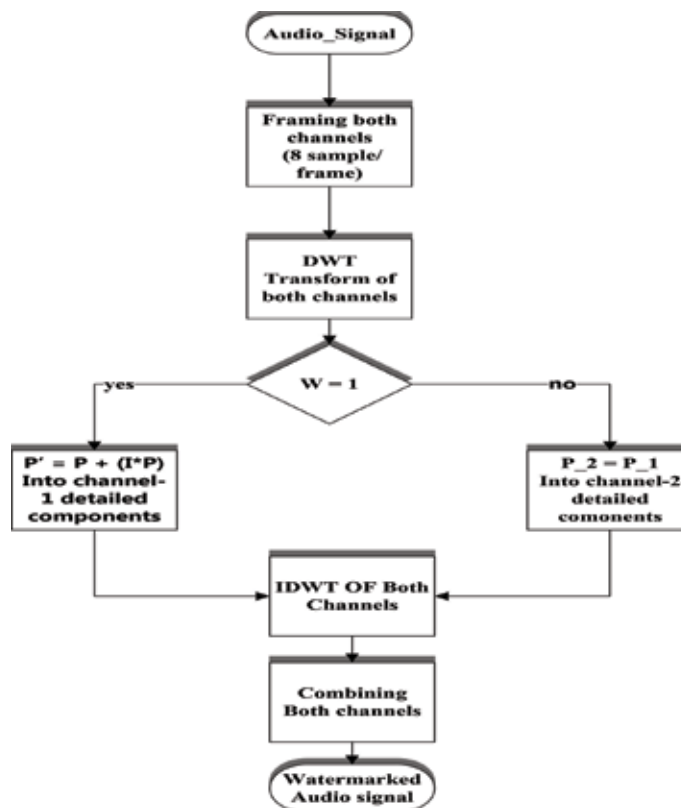 Audio_Signal
Framing both
channels
(8 sample/
frame)
DWT
Transform of
both channels
W = 1
yes
no
P′ = P + (I*P)
Into channel-
1 detailed
components
P_2 = P_1
Into channel-2
detailed
comonents
IDWT OF Both
Channels
Combining
Both channels
Watermarked
Audio signal